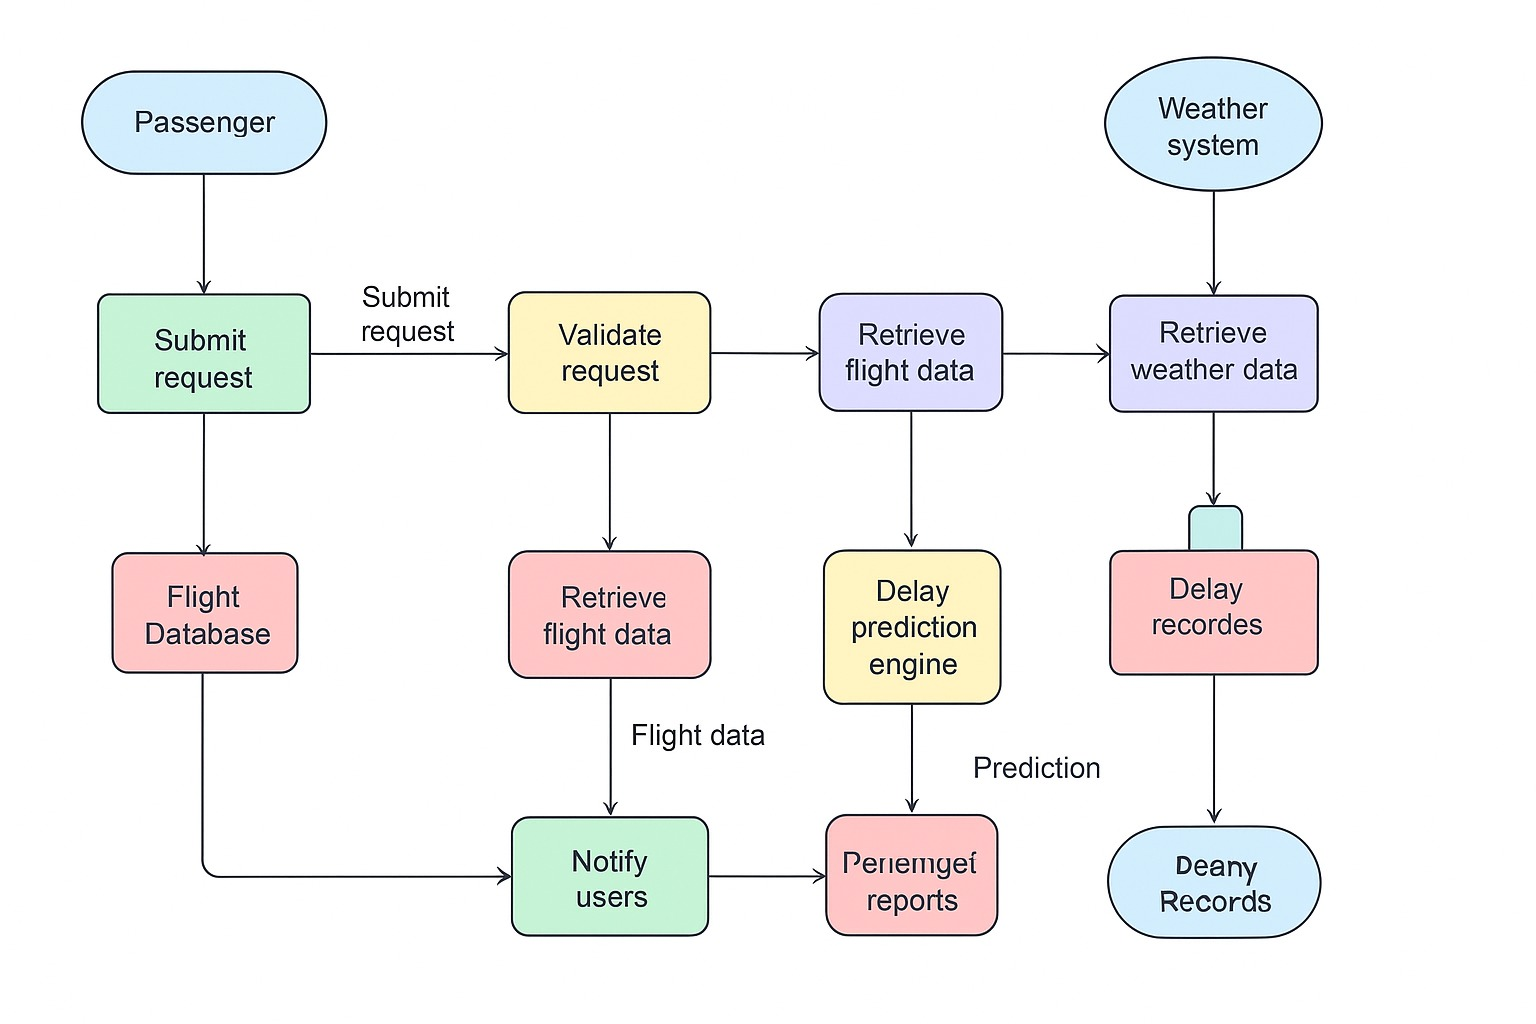 Passenger
Weather
system
Submit
request
Submit
request
Validate
request
Retrieve
flight data
Retrieve
weather data
Flight
Database
Retrieve
flight data
Delay
prediction
engine
Delay
recordes
Flight data
Prediction
Notify
users
reports
Deany
Records